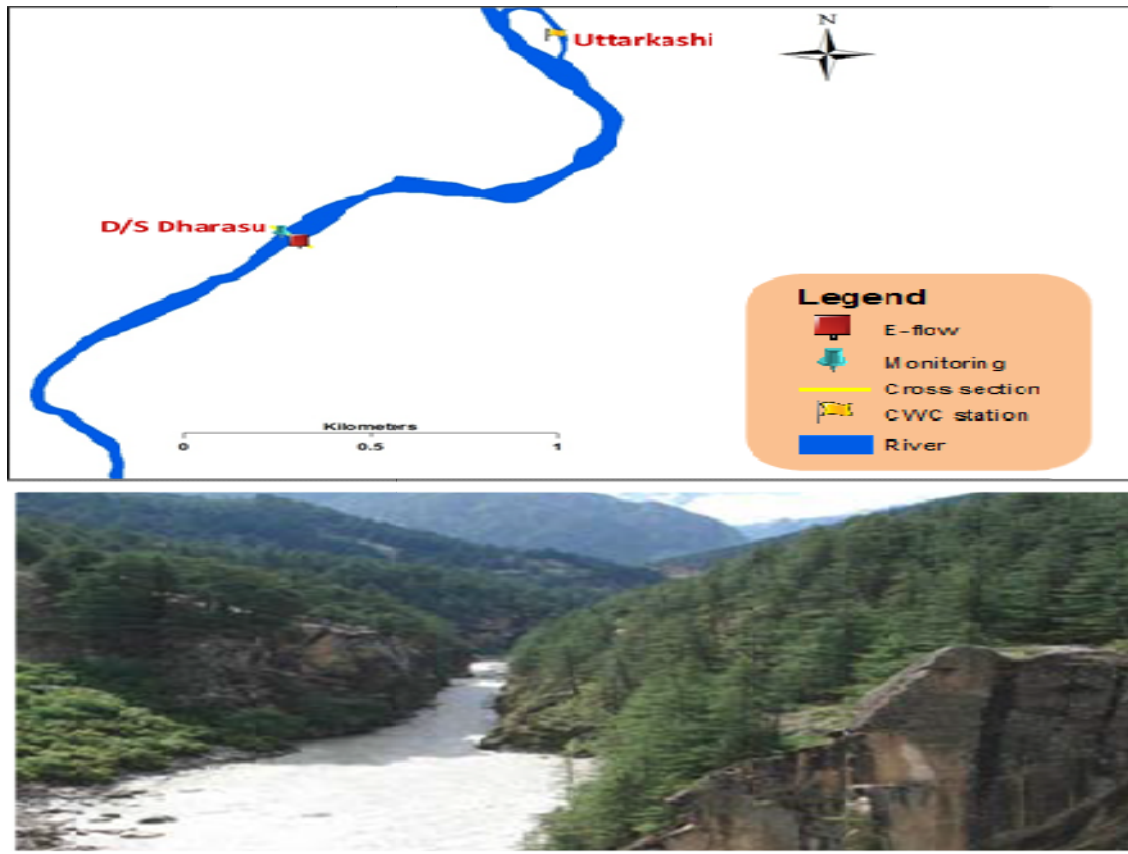 N
Uttarkashi
D/S Dharasu
Legend
E-flow
Monitoring
Cross section
CWC station
River
Kilometers
0 0.5 1